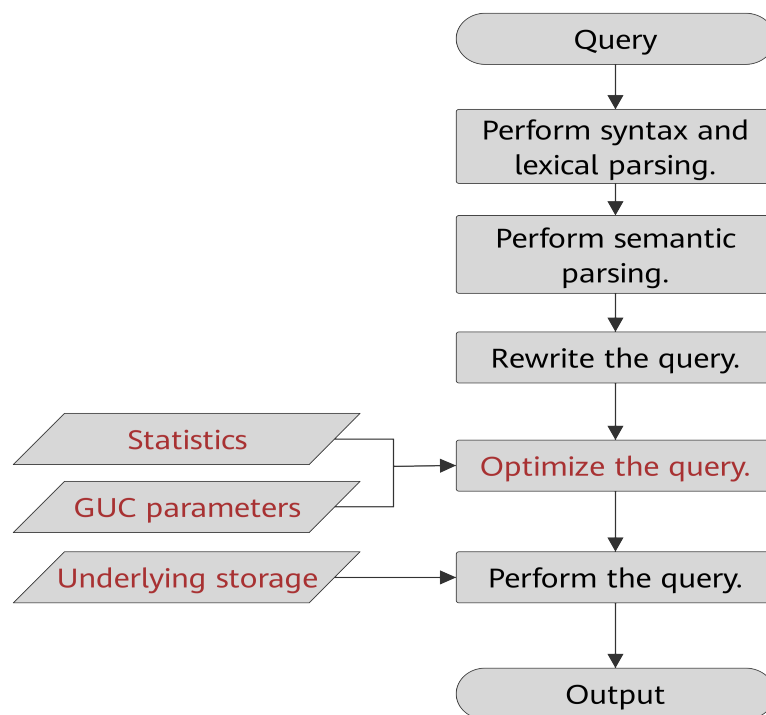 Query
Perform syntax and
lexical parsing.
Perform semantic
parsing.
Rewrite the query.
Statistics
Optimize the query.
GUC parameters
Underlying storage
Perform the query.
Output